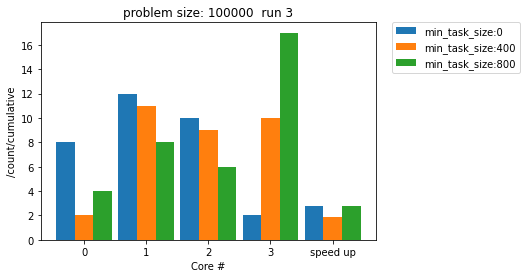 problem size: 100000  run 3
min_task_size:0
min_task_size:400
min_task_size:800
/count/cumulative
16
14
12
10
8
6
4
2
0
0 1 2 3 speed up
Core #